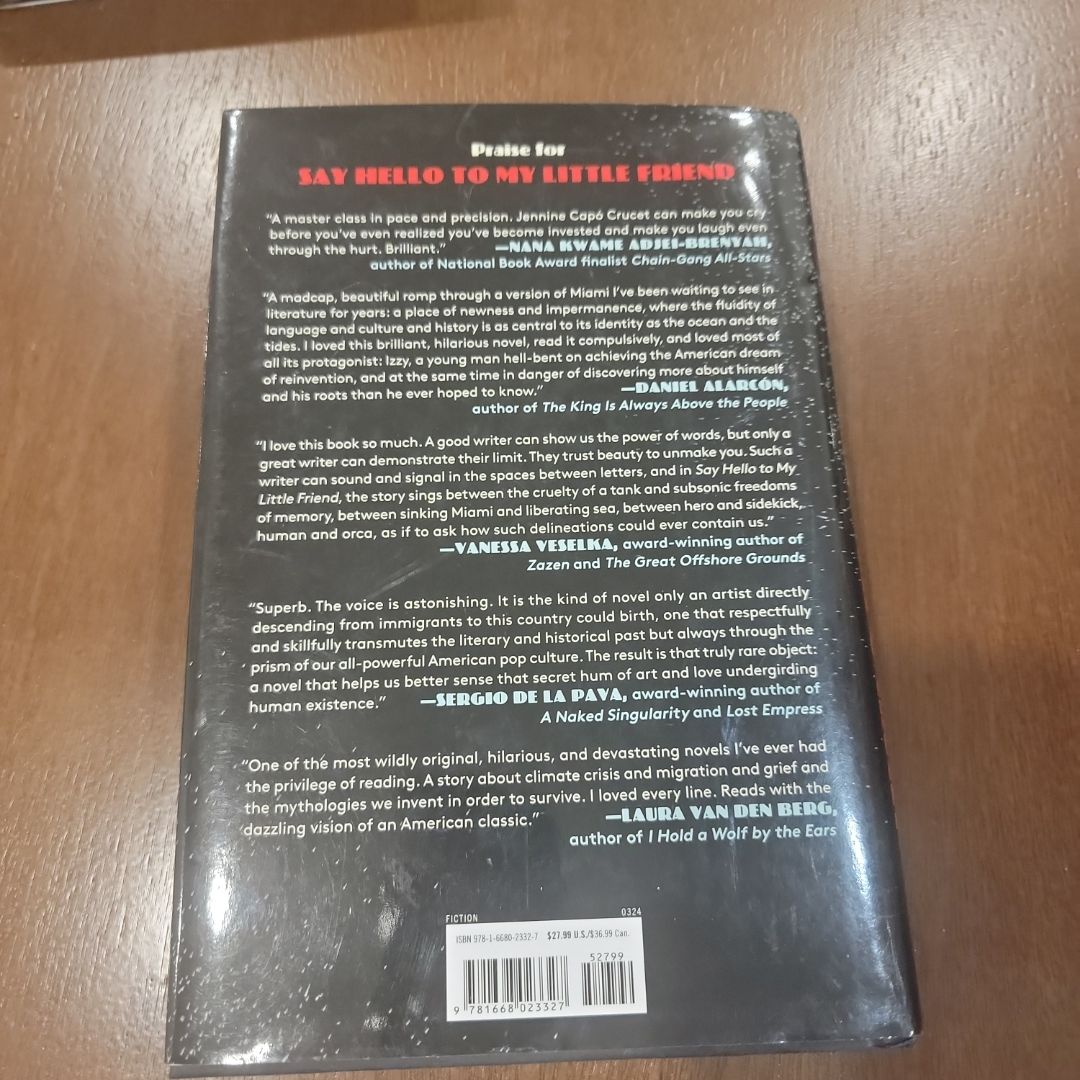 Praise for
SAY HELLO TO MY LITTLE FRIEND
"A master class in pace and precision. Jennine Capó Crucet can make you cry
before you've even realized you've become invested and make you laugh even
through the hurt. Brilliant." —NANA KWAME ADJEI-BRENYAH,
author of National Book Award finalist Chain-Gang All-Stars
"A madcap, beautiful romp through a version of Miami I've been waiting to see in
literature for years: a place of newness and impermanence, where the fluidity of
language and culture and history is as central to its identity as the ocean and the
tides. I loved this brilliant, hilarious novel, read it compulsively, and loved most of
all its protagonist: Izzy, a young man hell-bent on achieving the American dream
of reinvention, and at the same time in danger of discovering more about himself
and his roots than he ever hoped to know." —DANIEL ALARCÓN,
author of The King Is Always Above the People
"I love this book so much. A good writer can show us the power of words, but only a
great writer can demonstrate their limit. They trust beauty to unmake you. Such a
writer can sound and signal in the spaces between letters, and in Say Hello to My
Little Friend, the story sings between the cruelty of a tank and subsonic freedoms
of memory, between sinking Miami and liberating sea, between hero and sidekick,
human and orca, as if to ask how such delineations could ever contain us."
—VANESSA VESELKA, award-winning author of
Zazen and The Great Offshore Grounds
"Superb. The voice is astonishing. It is the kind of novel only an artist directly
descending from immigrants to this country could birth, one that respectfully
and skillfully transmutes the literary and historical past but always through the
prism of our all-powerful American pop culture. The result is that truly rare object:
a novel that helps us better sense that secret hum of art and love undergirding
human existence." —SERGIO DE LA PAVA, award-winning author of
A Naked Singularity and Lost Empress
"One of the most wildly original, hilarious, and devastating novels I've ever had
the privilege of reading. A story about climate crisis and migration and grief and
the mythologies we invent in order to survive. I loved every line. Reads with the
dazzling vision of an American classic." —LAURA VAN DEN BERG,
author of I Hold a Wolf by the Ears
FICTION 0324
ISBN 978-1-6680-2332-7 $27.99 U.S./$36.99 Can.
52799
9 781668 023327